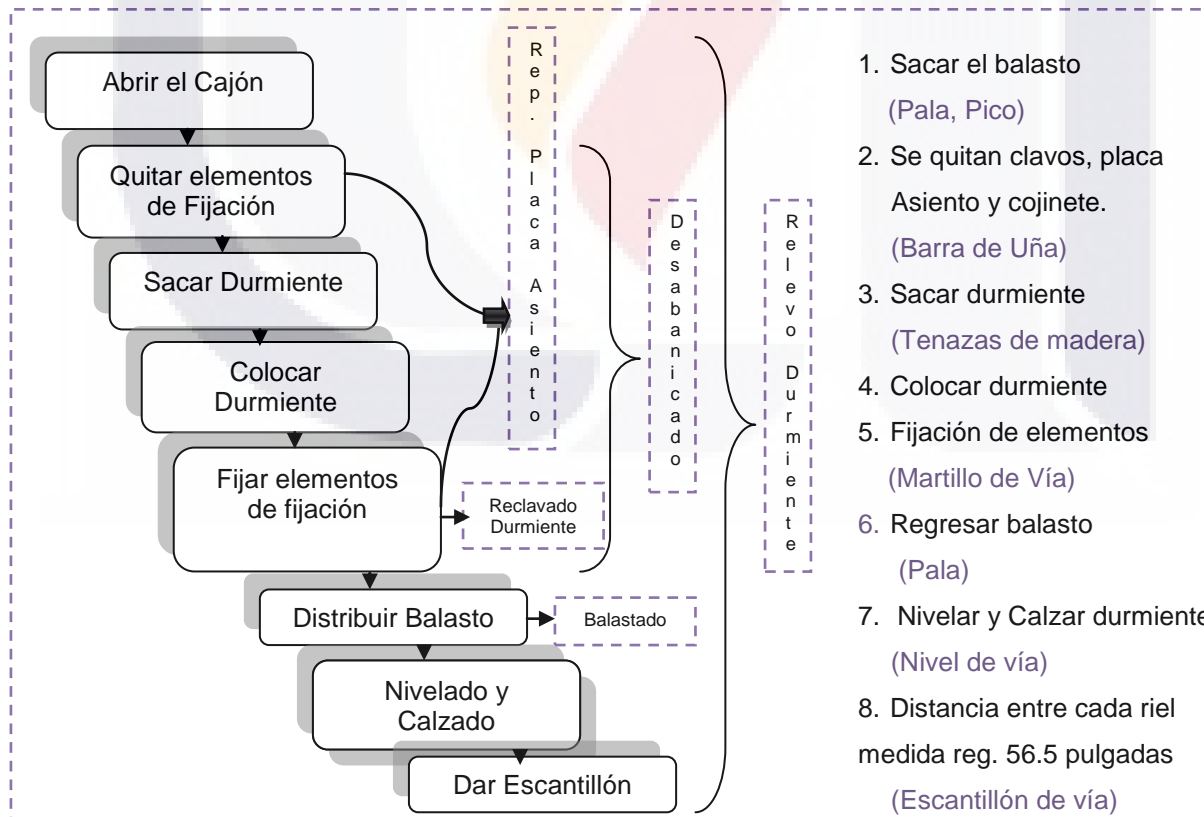 Abrir el Cajón
Quitar elementos
de Fijación
Sacar Durmiente
Colocar
Durmiente
Fijar elementos
de fijación
Reclavado
Durmiente
Distribuir Balasto
Balastado
Nivelado y
Calzado
Dar Escantillón
Rep. Placa Asiento
Desabanicado
Relevo Durmiente
1. Sacar el balasto
(Pala, Pico)
2. Se quitan clavos, placa
Asiento y cojinete.
(Barra de Uña)
3. Sacar durmiente
(Tenazas de madera)
4. Colocar durmiente
5. Fijación de elementos
(Martillo de Vía)
6. Regresar balasto
(Pala)
7. Nivelar y Calzar durmiente
(Nivel de vía)
8. Distancia entre cada riel
medida reg. 56.5 pulgadas
(Escantillón de vía)